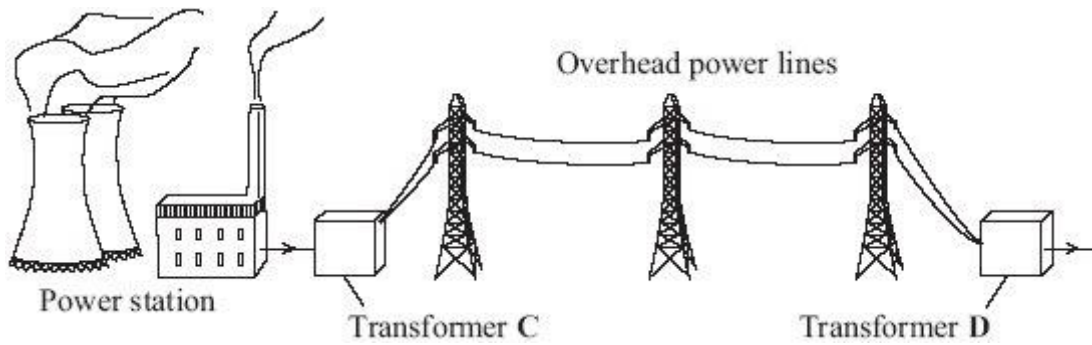 Overhead power lines
Power station
Transformer C
Transformer D